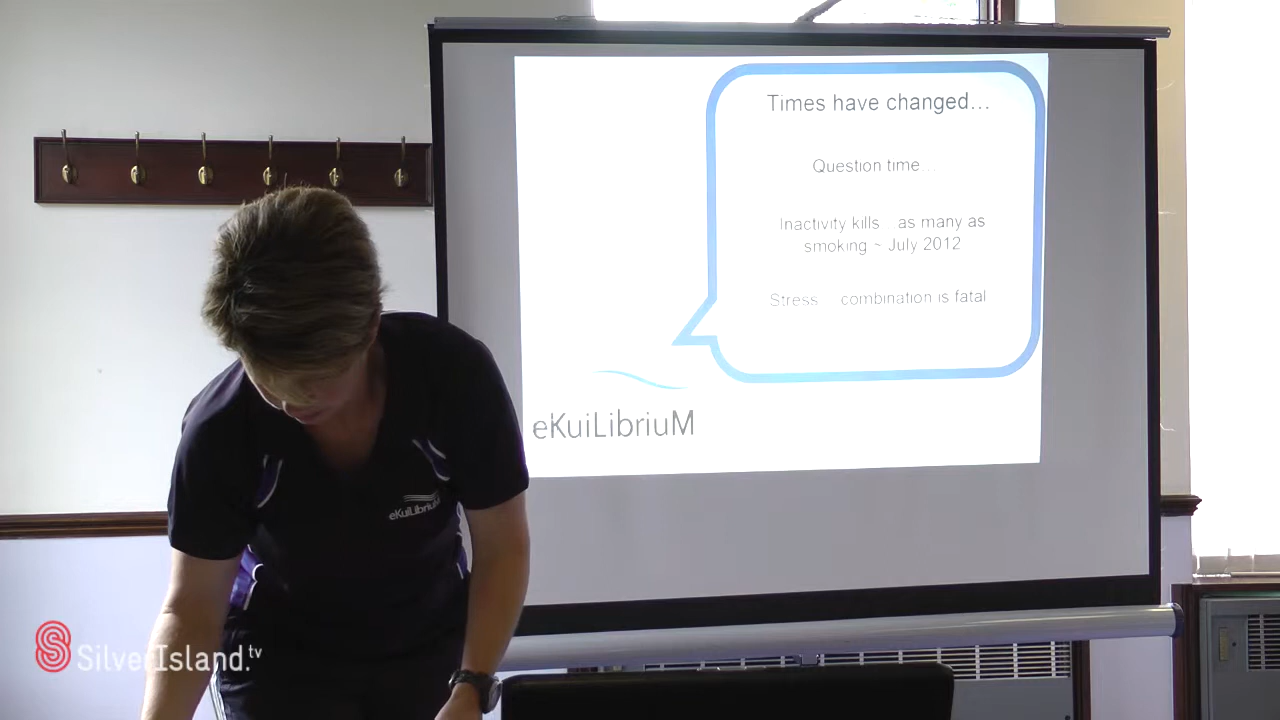 Times have changed...
Question time...
Inactivity kills...as many as
smoking ~ July 2012
Stress... combination is fatal
eKuiLibriuM
eKuiLibriuM
SilverIsland.tv